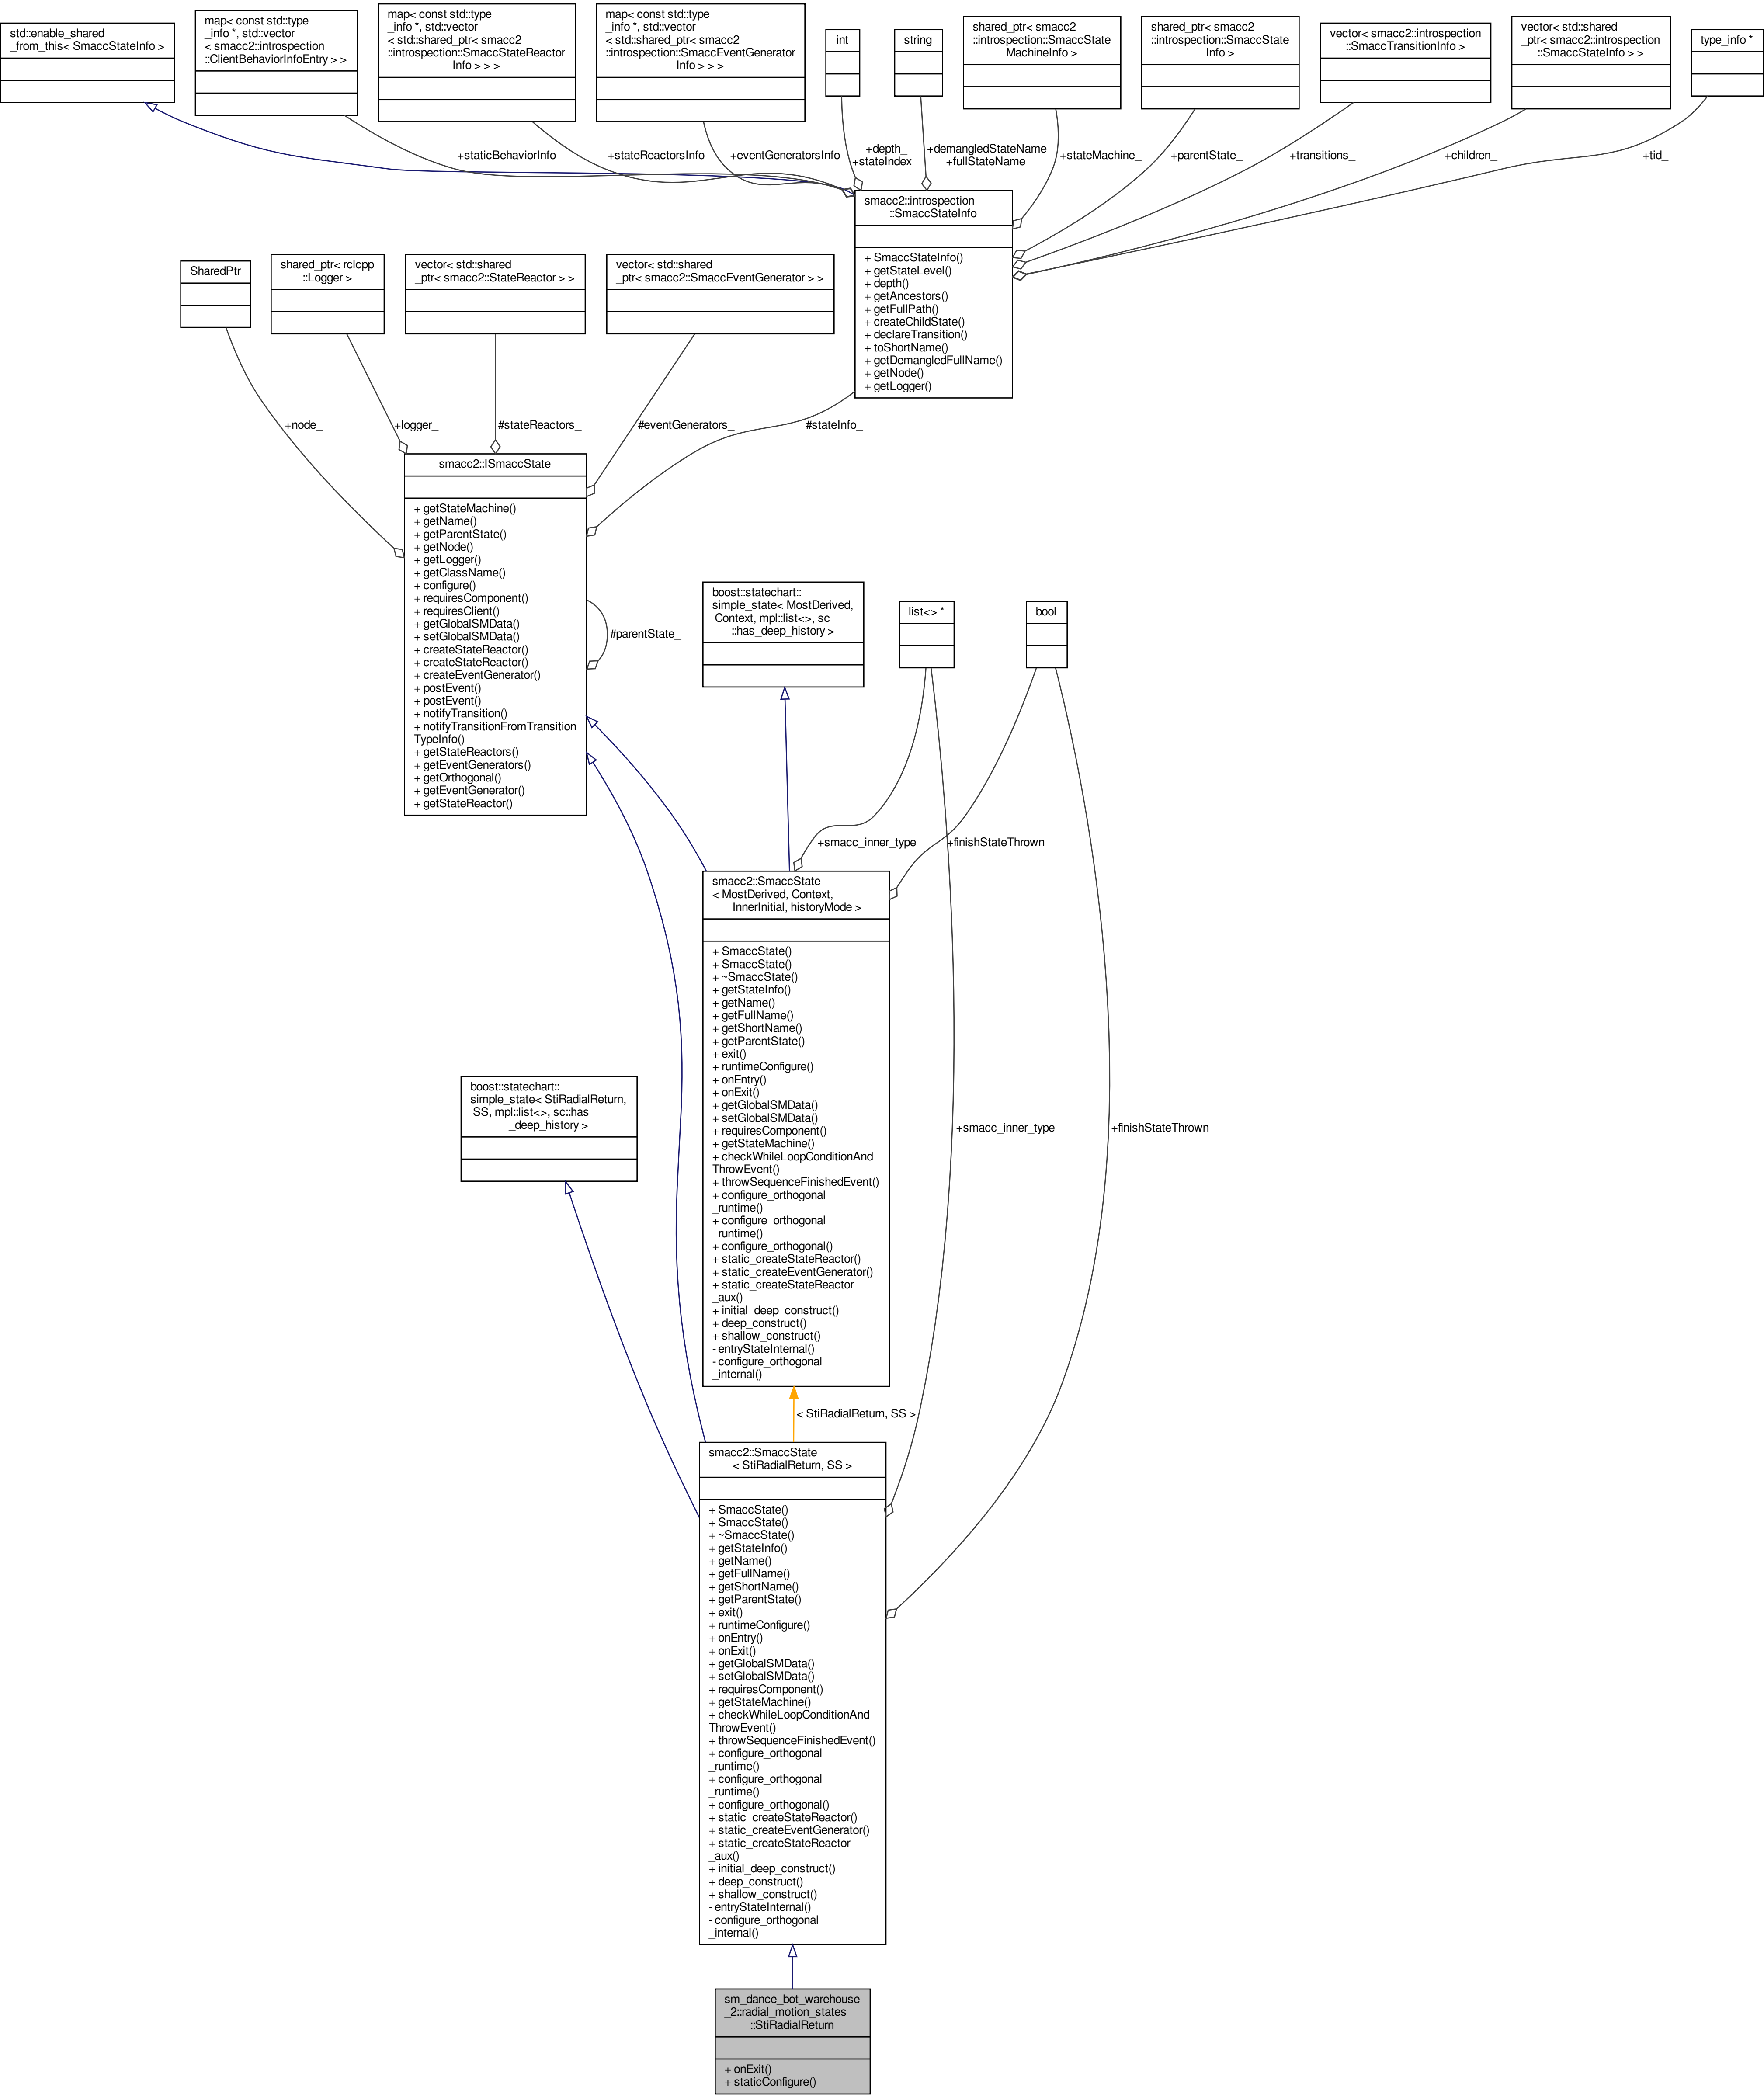 std::enable_shared
_from_this< SmaccStateInfo >
map< const std::type
_info *, std::vector
< smacc2::introspection
::ClientBehaviorInfoEntry > >
map< const std::type
_info *, std::vector
< std::shared_ptr< smacc2
::introspection::SmaccStateReactor
Info > > >
map< const std::type
_info *, std::vector
< std::shared_ptr< smacc2
::introspection::SmaccEventGenerator
Info > > >
int
string
shared_ptr< smacc2
::introspection::SmaccState
MachineInfo >
shared_ptr< smacc2
::introspection::SmaccState
Info >
vector< smacc2::introspection
::SmaccTransitionInfo >
vector< std::shared
_ptr< smacc2::introspection
::SmaccStateInfo > >
type_info *
+staticBehaviorInfo
+stateReactorsInfo
+eventGeneratorsInfo
+depth_
+stateIndex_
+demangledStateName
+fullStateName
+stateMachine_
+parentState_
+transitions_
+children_
+tid_
smacc2::introspection
::SmaccStateInfo
+ SmaccStateInfo()
+ getStateLevel()
+ depth()
+ getAncestors()
+ getFullPath()
+ createChildState()
+ declareTransition()
+ toShortName()
+ getDemangledFullName()
+ getNode()
+ getLogger()
SharedPtr
shared_ptr< rclcpp
::Logger >
vector< std::shared
_ptr< smacc2::StateReactor > >
vector< std::shared
_ptr< smacc2::SmaccEventGenerator > >
+node_
+logger_
#stateReactors_
#eventGenerators_
#stateInfo_
smacc2::ISmaccState
+ getStateMachine()
+ getName()
+ getParentState()
+ getNode()
+ getLogger()
+ getClassName()
+ configure()
+ requiresComponent()
+ requiresClient()
+ getGlobalSMData()
+ setGlobalSMData()
+ createStateReactor()
+ createStateReactor()
+ createEventGenerator()
+ postEvent()
+ postEvent()
+ notifyTransition()
+ notifyTransitionFromTransition
TypeInfo()
+ getStateReactors()
+ getEventGenerators()
+ getOrthogonal()
+ getEventGenerator()
+ getStateReactor()
#parentState_
boost::statechart::
simple_state< MostDerived,
Context, mpl::list<>, sc
::has_deep_history >
list<> *
bool
+smacc_inner_type
+finishStateThrown
smacc2::SmaccState
< MostDerived, Context,
InnerInitial, historyMode >
+ SmaccState()
+ SmaccState()
+ ~SmaccState()
+ getStateInfo()
+ getName()
+ getFullName()
+ getShortName()
+ getParentState()
+ exit()
+ runtimeConfigure()
+ onEntry()
+ onExit()
+ getGlobalSMData()
+ setGlobalSMData()
+ requiresComponent()
+ getStateMachine()
+ checkWhileLoopConditionAnd
ThrowEvent()
+ throwSequenceFinishedEvent()
+ configure_orthogonal
_runtime()
+ configure_orthogonal
_runtime()
+ configure_orthogonal()
+ static_createStateReactor()
+ static_createEventGenerator()
+ static_createStateReactor
_aux()
+ initial_deep_construct()
+ deep_construct()
+ shallow_construct()
- entryStateInternal()
- configure_orthogonal
_internal()
boost::statechart::
simple_state< StiRadialReturn,
SS, mpl::list<>, sc::has
_deep_history >
+smacc_inner_type
+finishStateThrown
< StiRadialReturn, SS >
smacc2::SmaccState
< StiRadialReturn, SS >
+ SmaccState()
+ SmaccState()
+ ~SmaccState()
+ getStateInfo()
+ getName()
+ getFullName()
+ getShortName()
+ getParentState()
+ exit()
+ runtimeConfigure()
+ onEntry()
+ onExit()
+ getGlobalSMData()
+ setGlobalSMData()
+ requiresComponent()
+ getStateMachine()
+ checkWhileLoopConditionAnd
ThrowEvent()
+ throwSequenceFinishedEvent()
+ configure_orthogonal
_runtime()
+ configure_orthogonal
_runtime()
+ configure_orthogonal()
+ static_createStateReactor()
+ static_createEventGenerator()
+ static_createStateReactor
_aux()
+ initial_deep_construct()
+ deep_construct()
+ shallow_construct()
- entryStateInternal()
- configure_orthogonal
_internal()
sm_dance_bot_warehouse
_2::radial_motion_states
::StiRadialReturn
+ onExit()
+ staticConfigure()